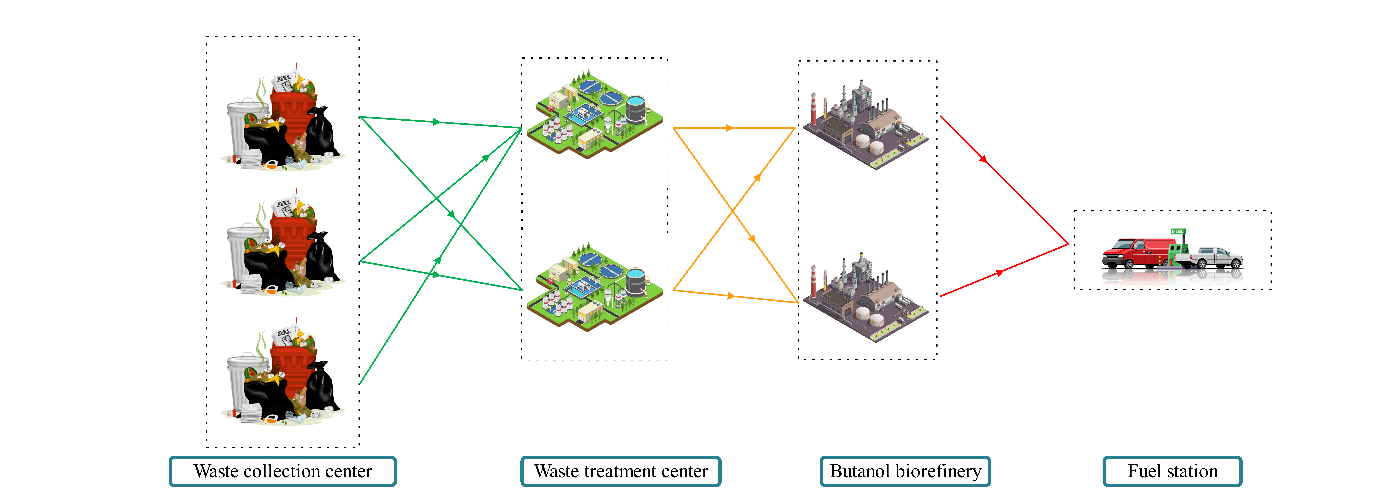 Waste collection center
Waste treatment center
Butanol biorefinery
Fuel station